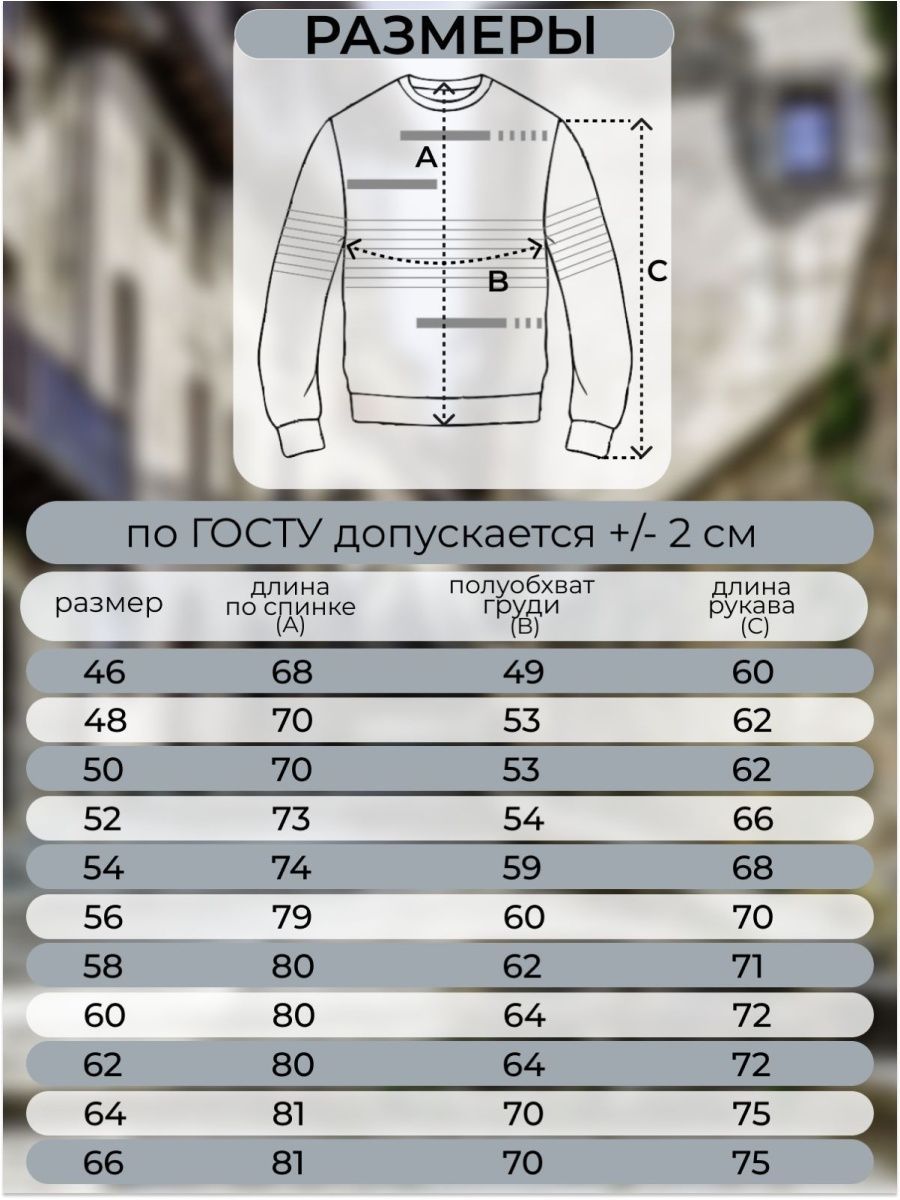 РАЗМЕРЫ
A
B
C
по ГОСТУ допускается +/- 2 см
размер длина по спинке (A) полуобхват груди (B) длина рукава (C)
46 68 49 60
48 70 53 62
50 70 53 62
52 73 54 66
54 74 59 68
56 79 60 70
58 80 62 71
60 80 64 72
62 80 64 72
64 81 70 75
66 81 70 75